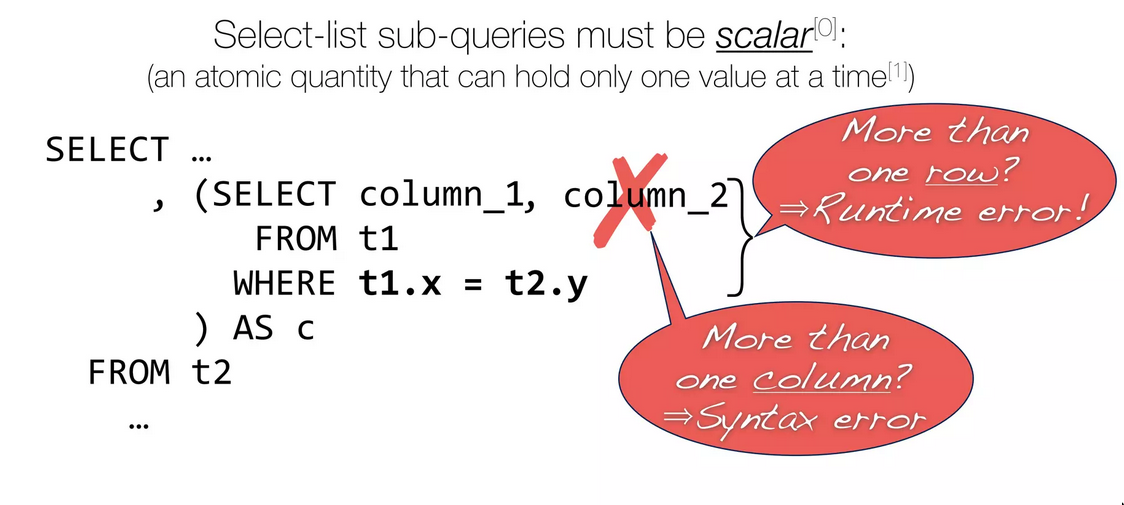 Select-list sub-queries must be scalar[0]:
(an atomic quantity that can hold only one value at a time[1])
SELECT …
, (SELECT column_1, column_2
FROM t1
WHERE t1.x = t2.y
) AS c
FROM t2
…
More than
one row?
⇒Runtime error!
More than
one column?
⇒Syntax error